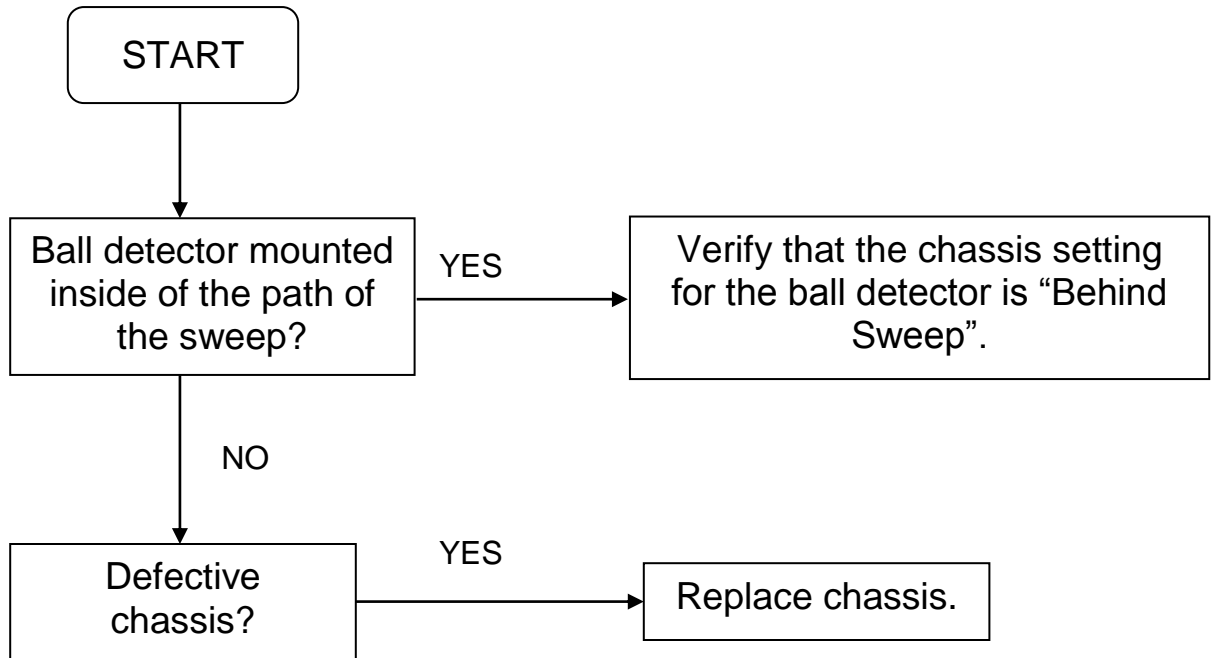 START
Ball detector mounted
inside of the path of
the sweep?
YES
Verify that the chassis setting
for the ball detector is “Behind
Sweep”.
NO
Defective
chassis?
YES
Replace chassis.